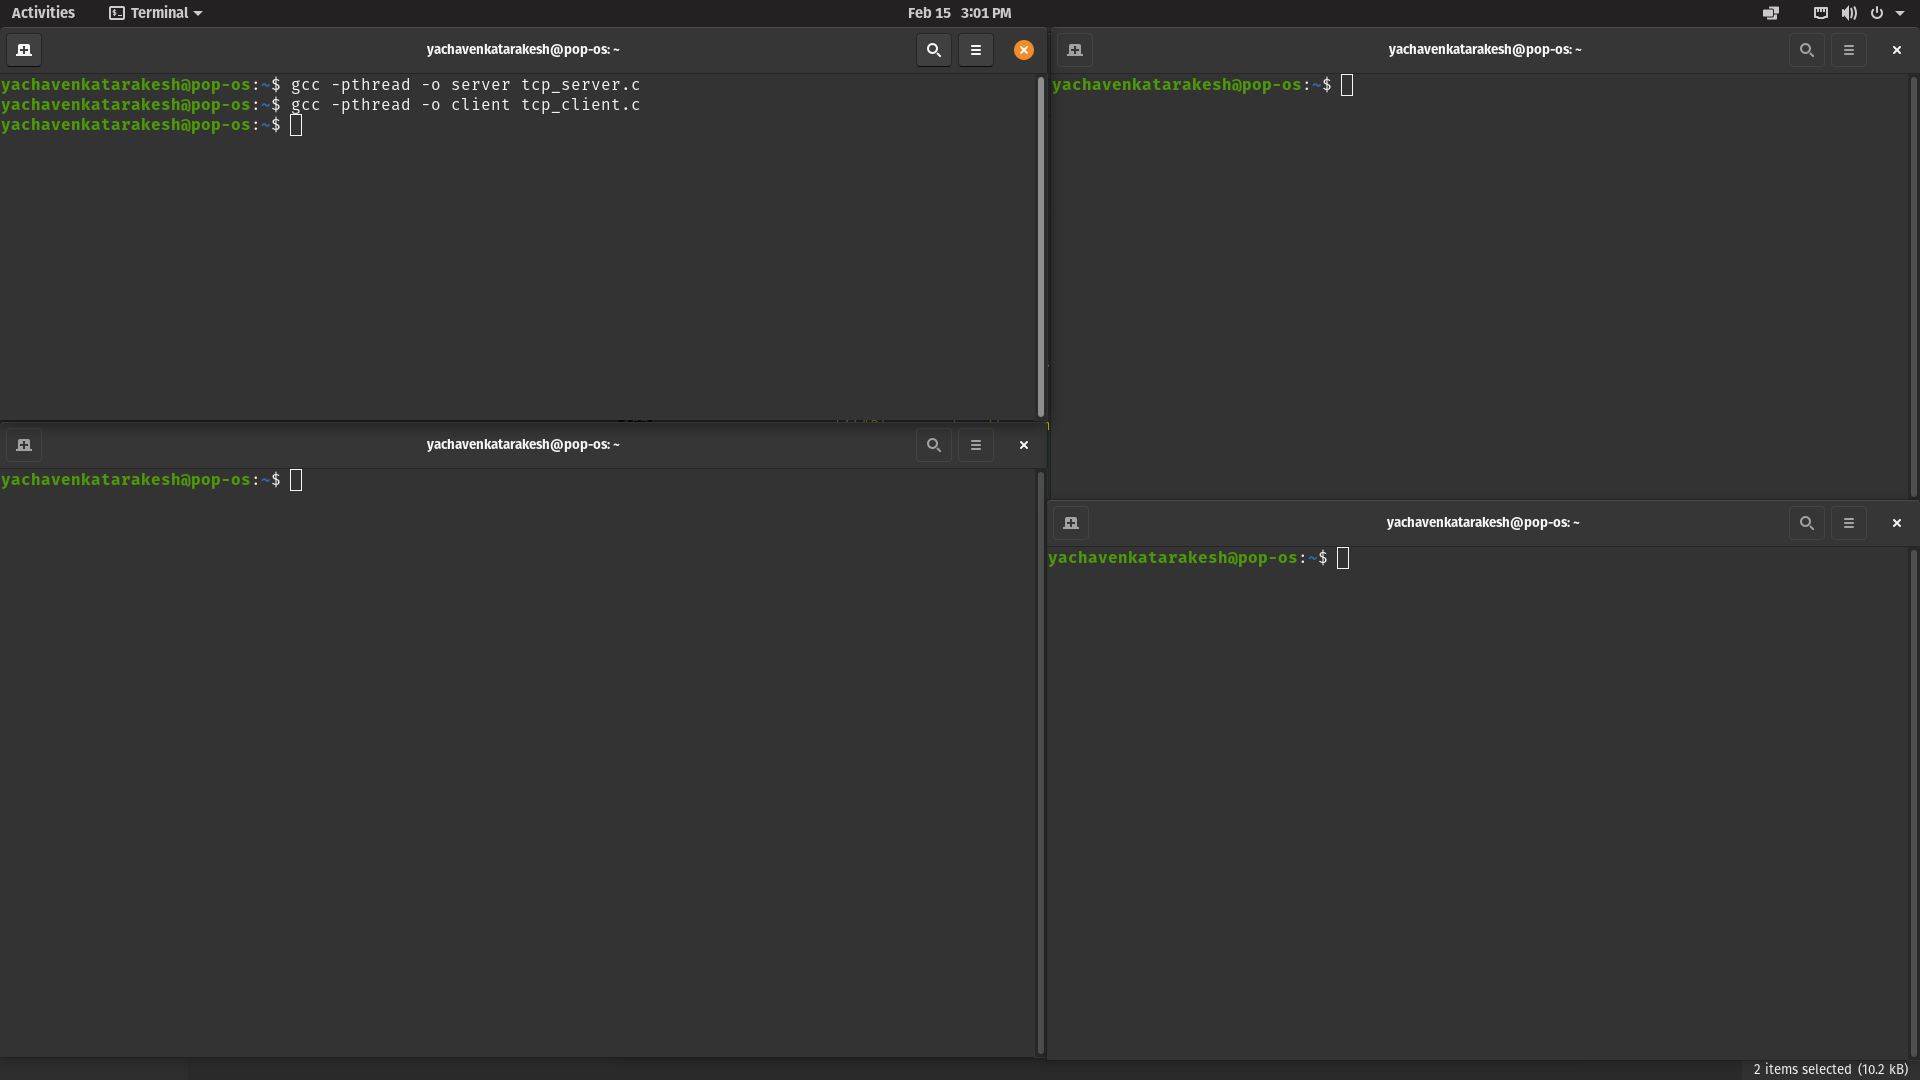 Activities Terminal Feb 15 3:01 PM
yachavenkatarakesh@pop-os: ~
yachavenkatarakesh@pop-os:~$ gcc -pthread -o server tcp_server.c
yachavenkatarakesh@pop-os:~$ gcc -pthread -o client tcp_client.c
yachavenkatarakesh@pop-os:~$
yachavenkatarakesh@pop-os: ~
yachavenkatarakesh@pop-os:~$
yachavenkatarakesh@pop-os: ~
yachavenkatarakesh@pop-os:~$
yachavenkatarakesh@pop-os: ~
yachavenkatarakesh@pop-os:~$
2 items selected (10.2 kB)